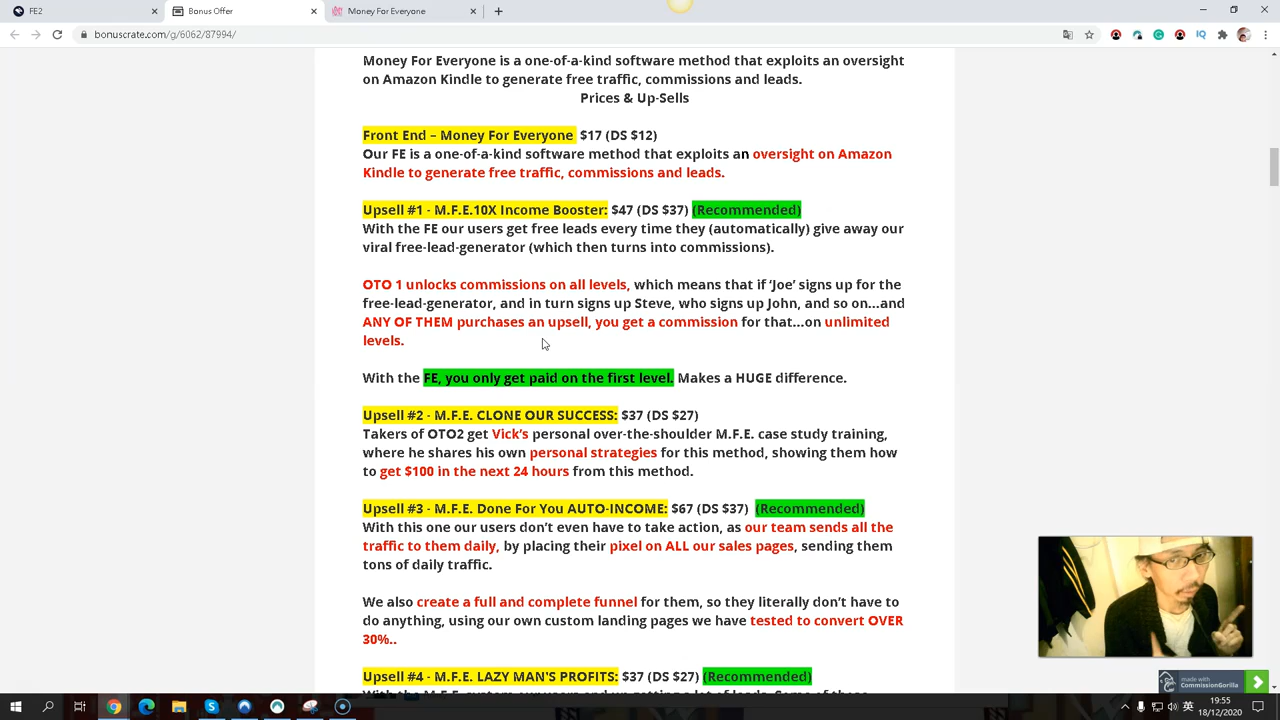 FE2
Bonus Offer
Money For Everyone
bonuscrate.com/g/6062/87994/
Money For Everyone is a one-of-a-kind software method that exploits an oversight
on Amazon Kindle to generate free traffic, commissions and leads.
Prices & Up-Sells
Front End – Money For Everyone $17 (DS $12)
Our FE is a one-of-a-kind software method that exploits an oversight on Amazon
Kindle to generate free traffic, commissions and leads.
Upsell #1 - M.F.E.10X Income Booster: $47 (DS $37) (Recommended)
With the FE our users get free leads every time they (automatically) give away our
viral free-lead-generator (which then turns into commissions).
OTO 1 unlocks commissions on all levels, which means that if ‘Joe’ signs up for the
free-lead-generator, and in turn signs up Steve, who signs up John, and so on...and
ANY OF THEM purchases an upsell, you get a commission for that...on unlimited
levels.
With the FE, you only get paid on the first level. Makes a HUGE difference.
Upsell #2 - M.F.E. CLONE OUR SUCCESS: $37 (DS $27)
Takers of OTO2 get Vick’s personal over-the-shoulder M.F.E. case study training,
where he shares his own personal strategies for this method, showing them how
to get $100 in the next 24 hours from this method.
Upsell #3 - M.F.E. Done For You AUTO-INCOME: $67 (DS $37) (Recommended)
With this one our users don’t even have to take action, as our team sends all the
traffic to them daily, by placing their pixel on ALL our sales pages, sending them
tons of daily traffic.
We also create a full and complete funnel for them, so they literally don’t have to
do anything, using our own custom landing pages we have tested to convert OVER
30%..
Upsell #4 - M.F.E. LAZY MAN'S PROFITS: $37 (DS $27) (Recommended)
made with
CommissionGorilla
英
19:55
18/12/2020